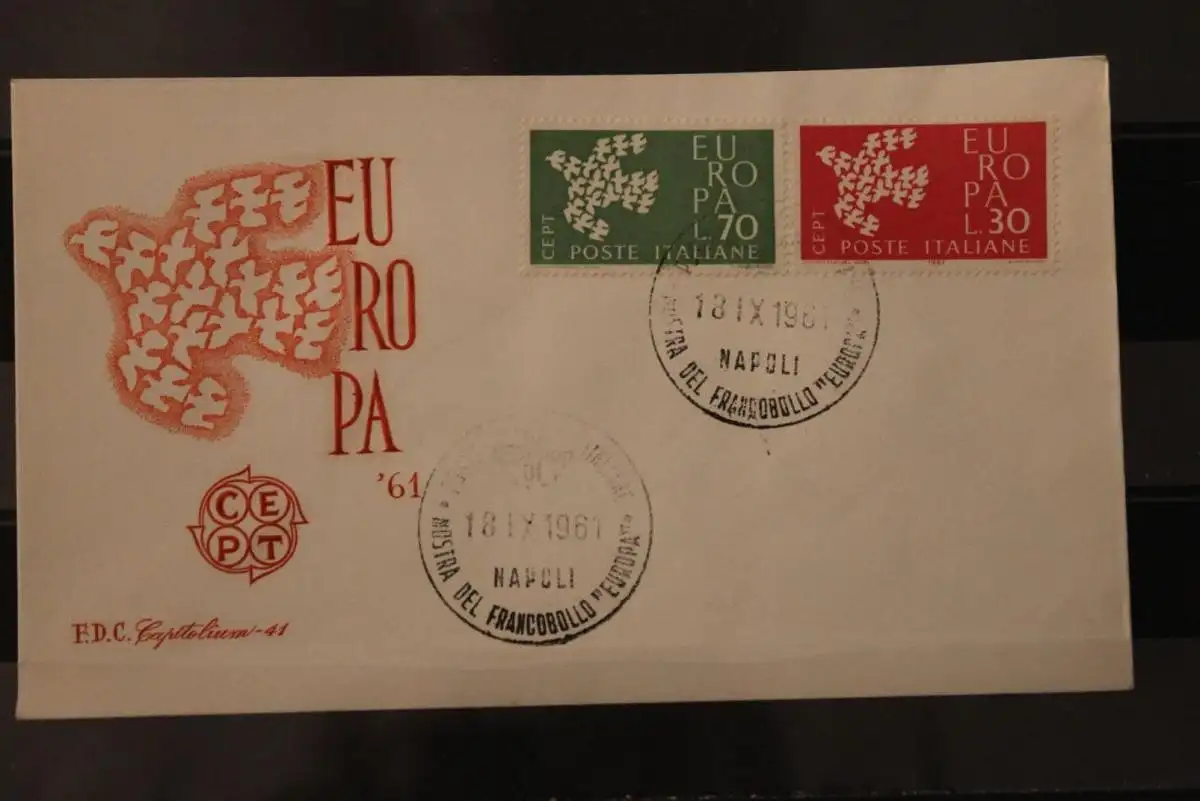 EU
RO
PA
'61
C E
P T
F.D.C. Capitolium-41
EU
RO
PA
L.70
CEPT
POSTE ITALIANE
EU
RO
PA
L.30
CEPT
POSTE ITALIANE
1961
18 IX 1961
NAPOLI
MOSTRA DEL FRANCOBOLLO "EUROPA"
18 IX 1961
NAPOLI
MOSTRA DEL FRANCOBOLLO "EUROPA"